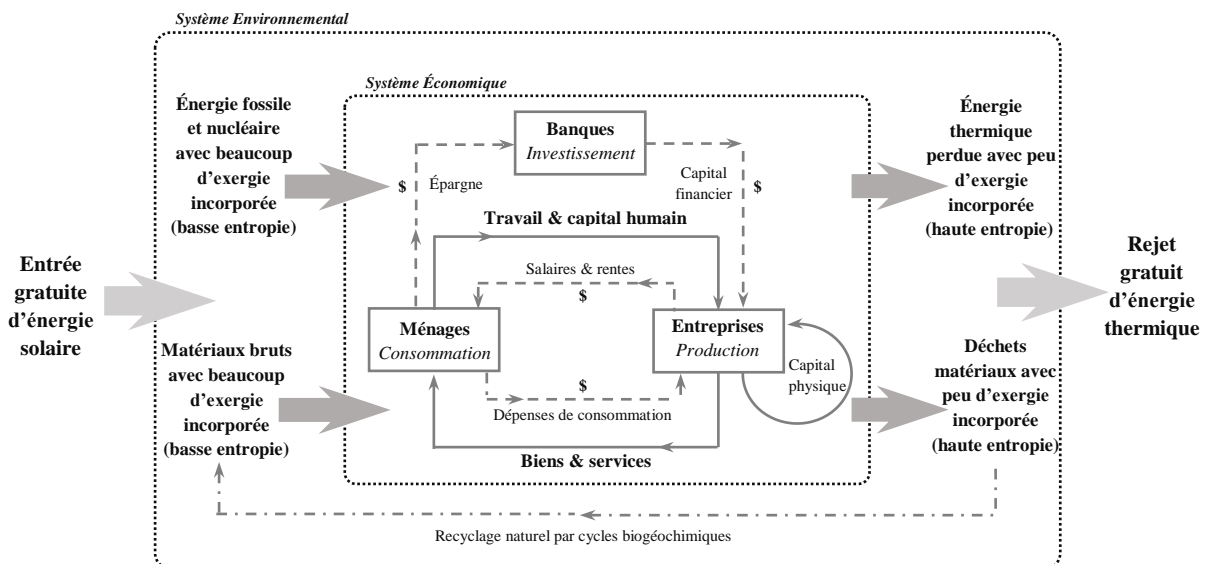 Système Environnemental
Système Économique
Énergie fossile
et nucléaire
avec beaucoup
d'exergie
incorporée
(basse entropie)
Banques
Investissement
$
Épargne
Capital
financier
$
Énergie
thermique
perdue avec peu
d'exergie
incorporée
(haute entropie)
Travail & capital humain
Entrée
gratuite
d'énergie
solaire
Salaires & rentes
$
Rejet
gratuit
d'énergie
thermique
Ménages
Consommation
Entreprises
Production
Matériaux bruts
avec beaucoup
d'exergie
incorporée
(basse entropie)
Capital
physique
$
Dépenses de consommation
Déchets
matériaux avec
peu d'exergie
incorporée
(haute entropie)
Biens & services
Recyclage naturel par cycles biogéochimiques